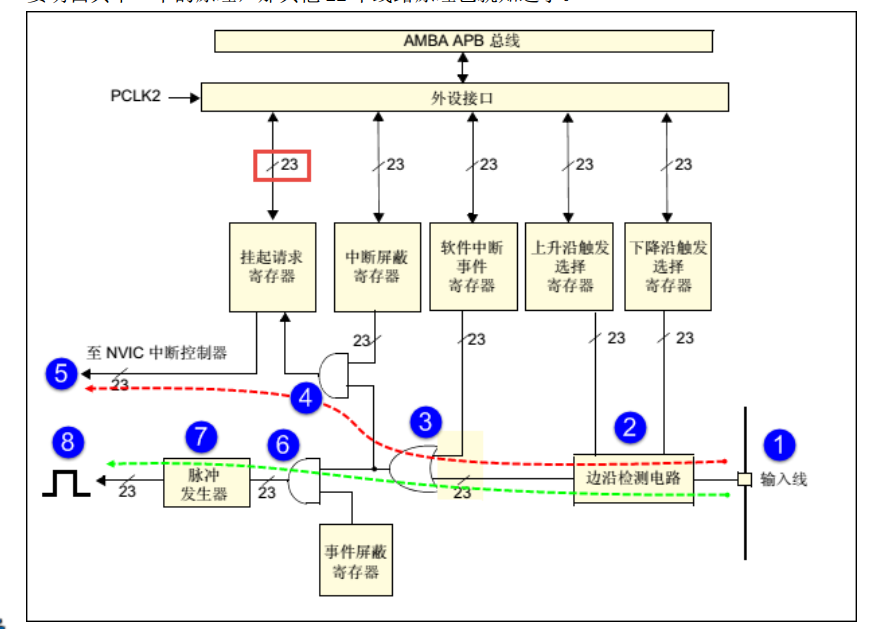 AMBA APB 总线
PCLK2
外设接口
23
23
23
23
23
挂起请求
寄存器
中断屏蔽
寄存器
软件中断
事件
寄存器
上升沿触发
选择
寄存器
下降沿触发
选择
寄存器
23
23
23
23
至 NVIC 中断控制器
5
23
4
3
2
1
8
7
6
脉冲
发生器
23
23
23
边沿检测电路
输入线
事件屏蔽
寄存器